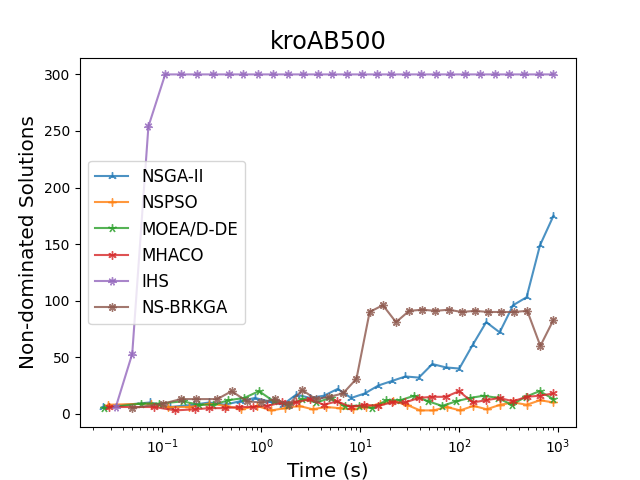 kroAB500
Non-dominated Solutions
300
250
200
150
100
50
0
NSGA-II
NSPSO
MOEA/D-DE
MHACO
IHS
NS-BRKGA
10⁻¹ 10⁰ 10¹ 10² 10³
Time (s)